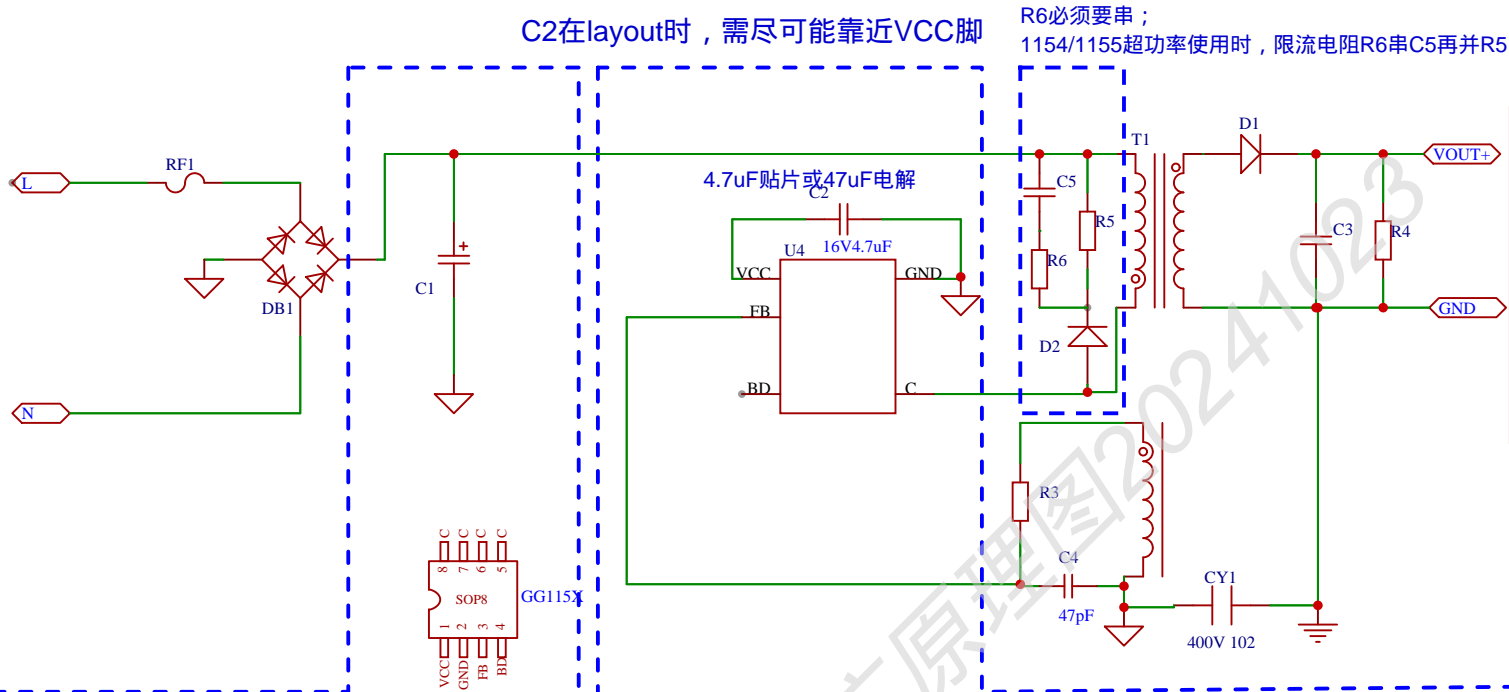 C2在layout时，需尽可能靠近VCC脚
R6必须要串；
1154/1155超功率使用时，限流电阻R6串C5再并R5
RF1
L
DB1
N
C1
4.7uF贴片或47uF电解
C2
16V4.7uF
U4
VCC
GND
FB
BD
C
C5
R5
R6
D2
T1
D1
VOUT+
C3
R4
GND
R3
C4
47pF
CY1
400V 102
C C C C
8 7 6 5
SOP8
GG115X
1 2 3 4
VCC GND FB BD
原理图20241023